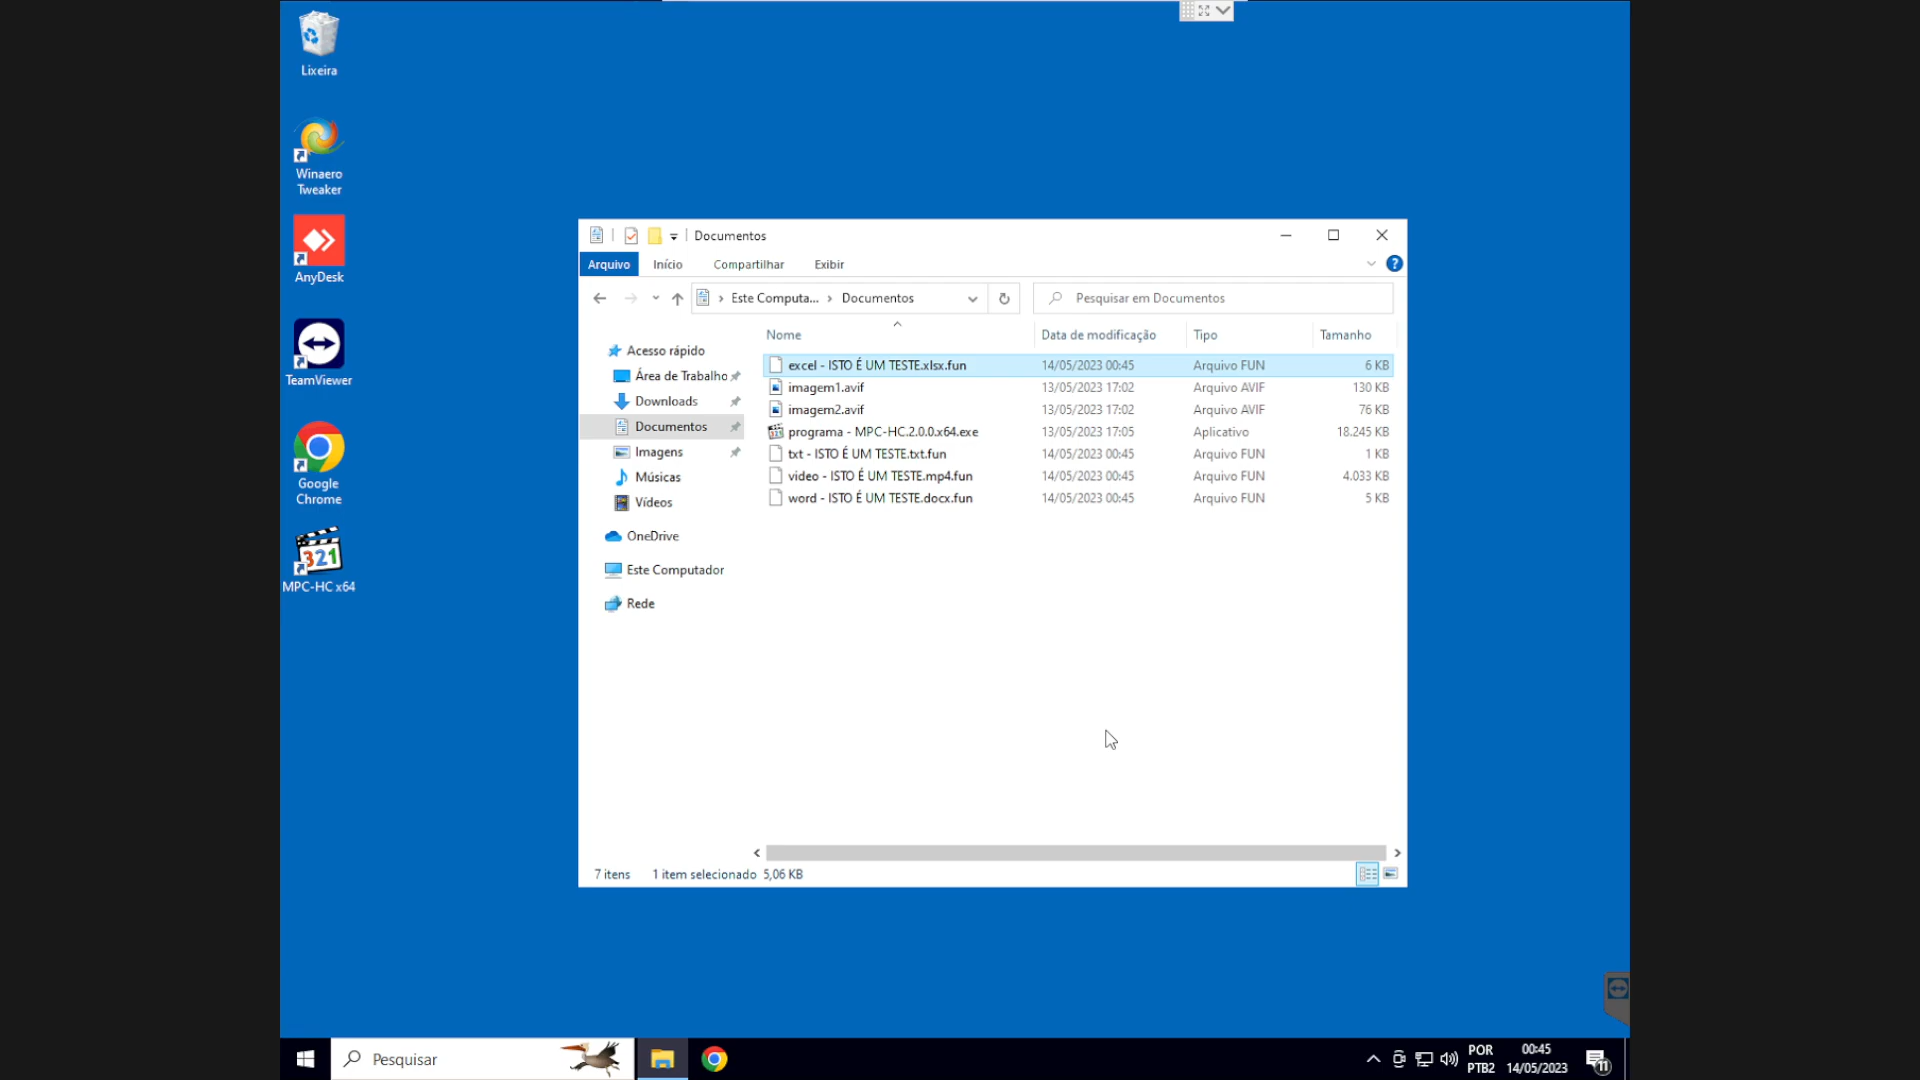 Lixeira
Winaero
Tweaker
AnyDesk
TeamViewer
Google
Chrome
321
MPC-HC x64
Documentos
Arquivo Início Compartilhar Exibir ?
Este Computa... › Documentos
Pesquisar em Documentos
Nome Data de modificação Tipo Tamanho
Acesso rápido
Área de Trabalho
Downloads
Documentos
Imagens
Músicas
Vídeos
OneDrive
Este Computador
Rede
excel - ISTO É UM TESTE.xlsx.fun 14/05/2023 00:45 Arquivo FUN 6 KB
imagem1.avif 13/05/2023 17:02 Arquivo AVIF 130 KB
imagem2.avif 13/05/2023 17:02 Arquivo AVIF 76 KB
programa - MPC-HC.2.0.0.x64.exe 13/05/2023 17:05 Aplicativo 18.245 KB
txt - ISTO É UM TESTE.txt.fun 14/05/2023 00:45 Arquivo FUN 1 KB
video - ISTO É UM TESTE.mp4.fun 14/05/2023 00:45 Arquivo FUN 4.033 KB
word - ISTO É UM TESTE.docx.fun 14/05/2023 00:45 Arquivo FUN 5 KB
7 itens 1 item selecionado 5,06 KB
Pesquisar
POR
PTB2
00:45
14/05/2023
11